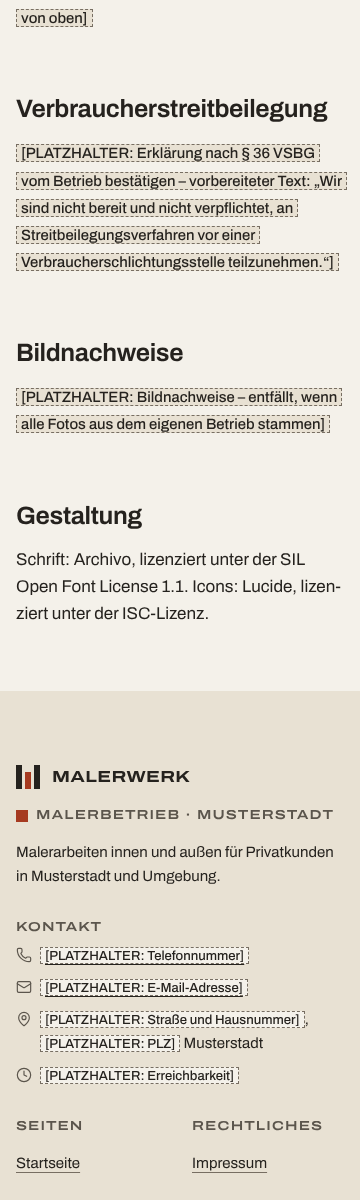 von oben]
Verbraucherstreitbeilegung
[PLATZHALTER: Erklärung nach § 36 VSBG
vom Betrieb bestätigen – vorbereiteter Text: „Wir
sind nicht bereit und nicht verpflichtet, an
Streitbeilegungsverfahren vor einer
Verbraucherschlichtungsstelle teilzunehmen.“]
Bildnachweise
[PLATZHALTER: Bildnachweise – entfällt, wenn
alle Fotos aus dem eigenen Betrieb stammen]
Gestaltung
Schrift: Archivo, lizenziert unter der SIL
Open Font License 1.1. Icons: Lucide, lizen-
ziert unter der ISC-Lizenz.
MALERWERK
MALERBETRIEB · MUSTERSTADT
Malerarbeiten innen und außen für Privatkunden
in Musterstadt und Umgebung.
KONTAKT
[PLATZHALTER: Telefonnummer]
[PLATZHALTER: E-Mail-Adresse]
[PLATZHALTER: Straße und Hausnummer],
[PLATZHALTER: PLZ] Musterstadt
[PLATZHALTER: Erreichbarkeit]
SEITEN
RECHTLICHES
Startseite
Impressum